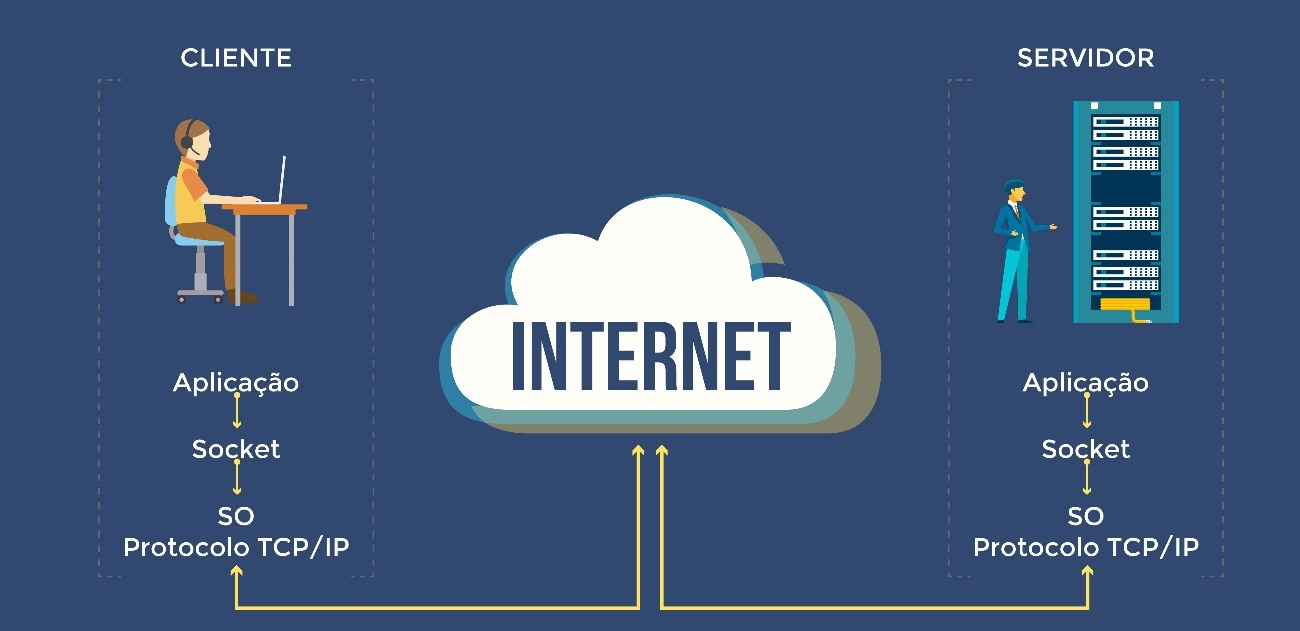 CLIENTE
Aplicação
Socket
SO
Protocolo TCP/IP
INTERNET
SERVIDOR
Aplicação
Socket
SO
Protocolo TCP/IP